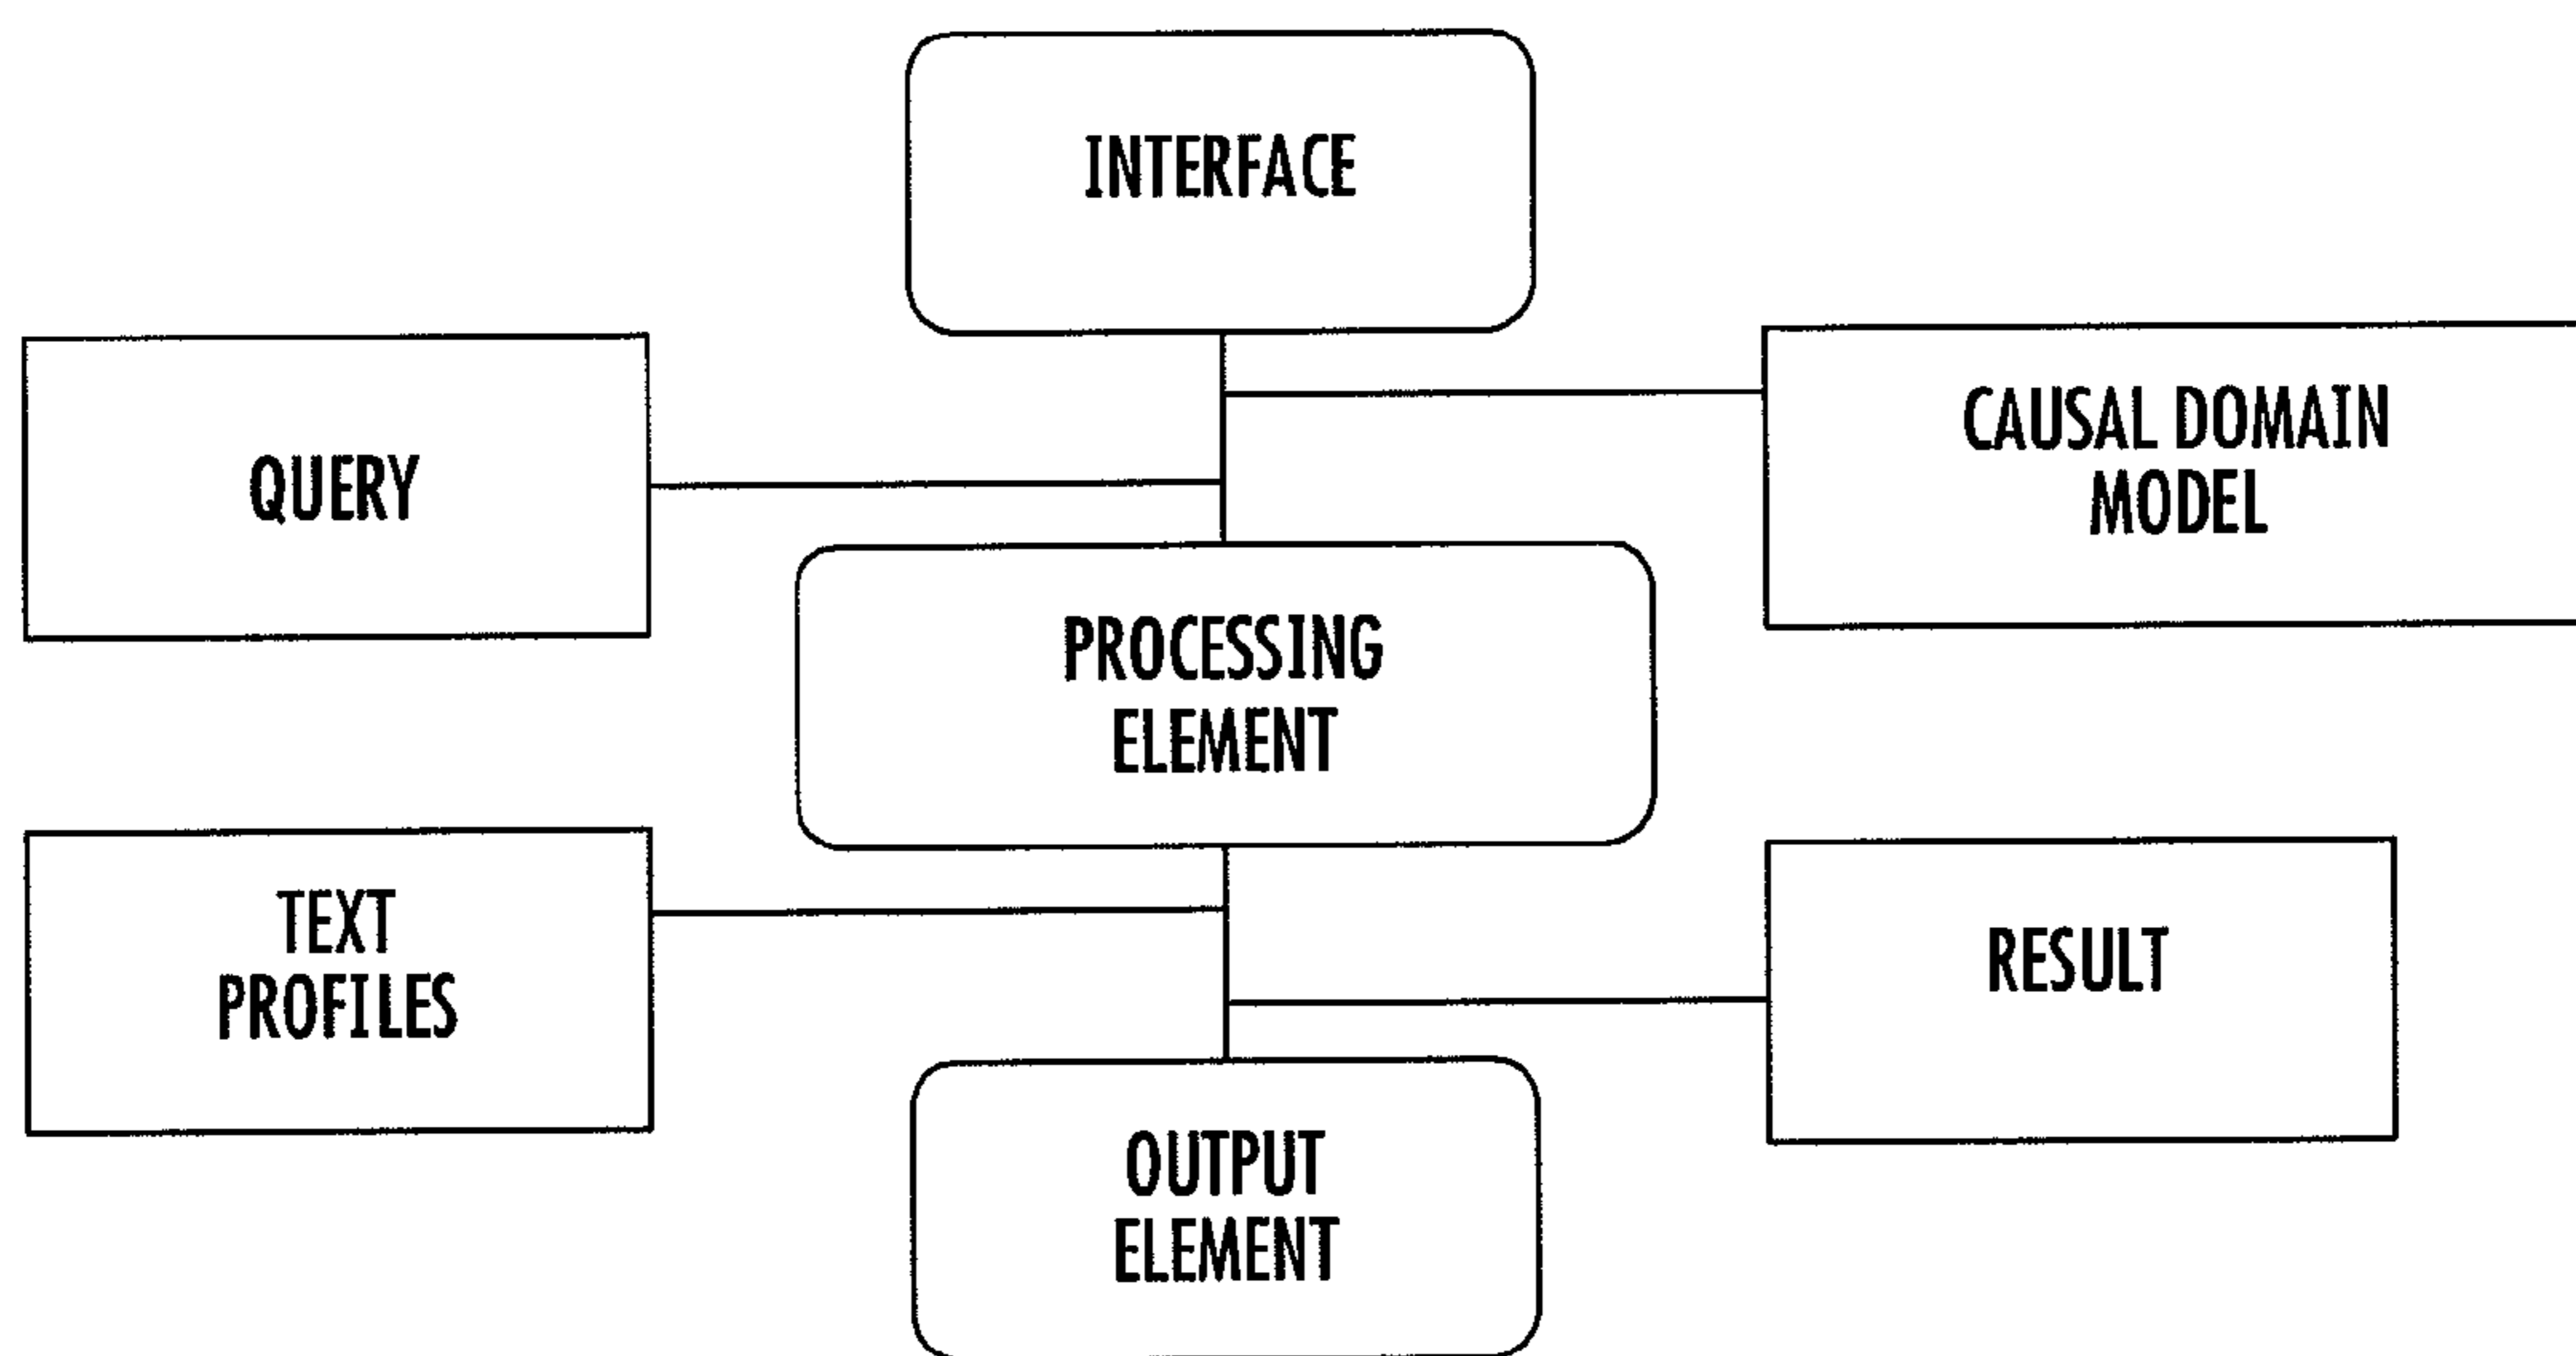 INTERFACE
QUERY
CAUSAL DOMAIN
MODEL
PROCESSING
ELEMENT
TEXT
PROFILES
RESULT
OUTPUT
ELEMENT